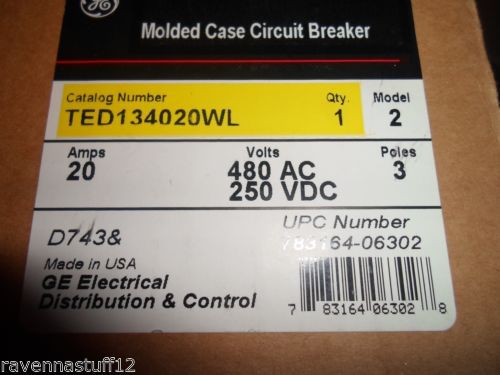 GE
Molded Case Circuit Breaker
Catalog Number Qty. Model
TED134020WL 1 2
Amps Volts Poles
20 480 AC 3
250 VDC
UPC Number
D743& 783164-06302
Made in USA
GE Electrical
Distribution & Control
7 83164 06302 8
ravennastuff12